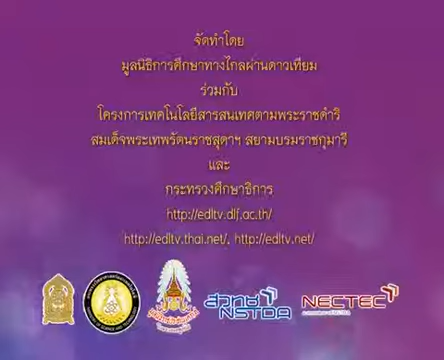 จัดทำโดย
มูลนิธิการศึกษาทางไกลผ่านดาวเทียม
ร่วมกับ
โครงการเทคโนโลยีสารสนเทศตามพระราชดำริ
สมเด็จพระเทพรัตนราชสุดาฯ สยามบรมราชกุมารี
และ
กระทรวงศึกษาธิการ
http://edltv.dlf.ac.th/
http://edltv.thai.net/, http://edltv.net/
สวทช
NSTDA
NECTEC